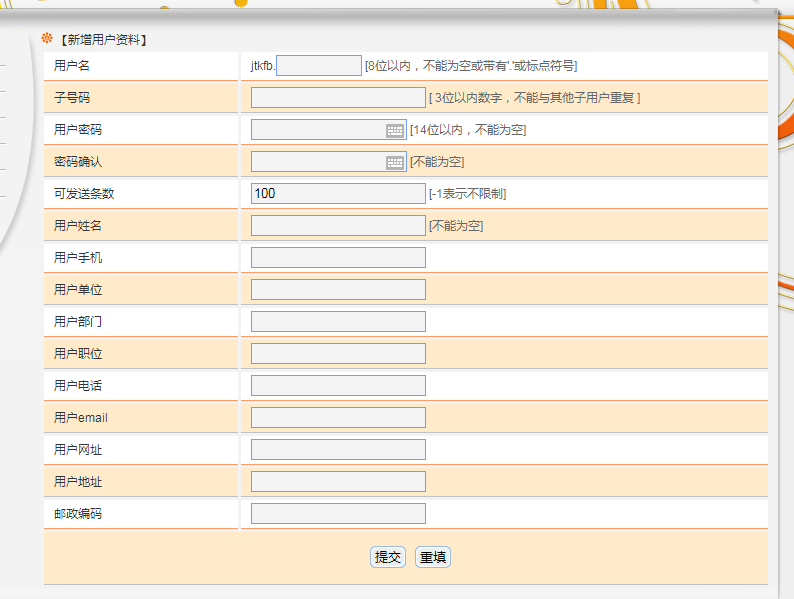 【新增用户资料】
用户名 jtkfb. [8位以内，不能为空或带有'.'或标点符号]
子号码 [ 3位以内数字，不能与其他子用户重复 ]
用户密码 [14位以内，不能为空]
密码确认 [不能为空]
可发送条数 100 [-1表示不限制]
用户姓名 [不能为空]
用户手机
用户单位
用户部门
用户职位
用户电话
用户email
用户网址
用户地址
邮政编码
提交 重填